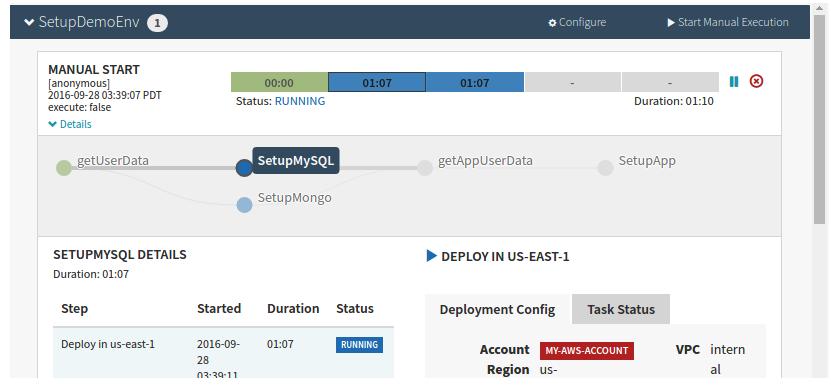 SetupDemoEnv 1 Configure Start Manual Execution
MANUAL START
[anonymous]
2016-09-28 03:39:07 PDT
execute: false
Details
00:00 01:07 01:07 - -
Status: RUNNING Duration: 01:10
getUserData SetupMySQL getAppUserData SetupApp
SetupMongo
SETUPMYSQL DETAILS
Duration: 01:07
Step Started Duration Status
Deploy in us-east-1 2016-09- 01:07 RUNNING
28
03:39:11
DEPLOY IN US-EAST-1
Deployment Config Task Status
Account MY-AWS-ACCOUNT VPC intern
Region us- al